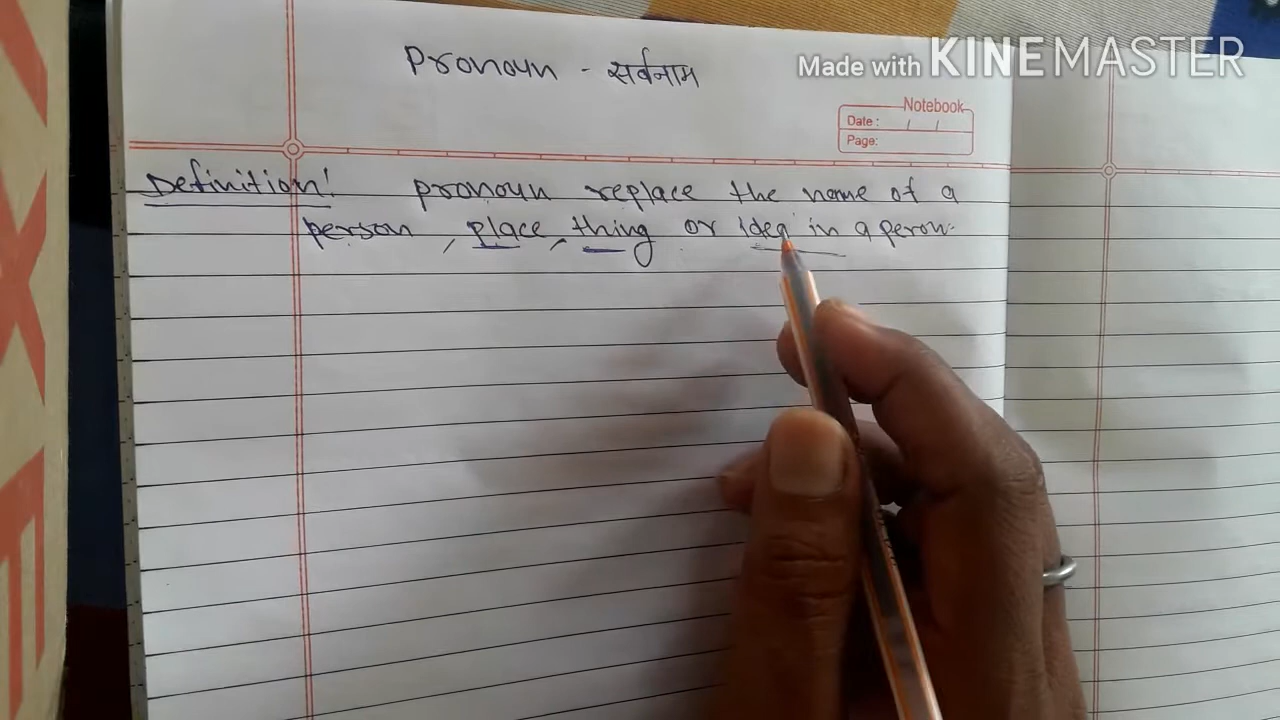 Pronoun - सर्वनाम
Made with KINEMASTER
Notebook
Date : / /
Page:
Definition! pronoun replace the name of a
person , place , thing or idea in a peron.